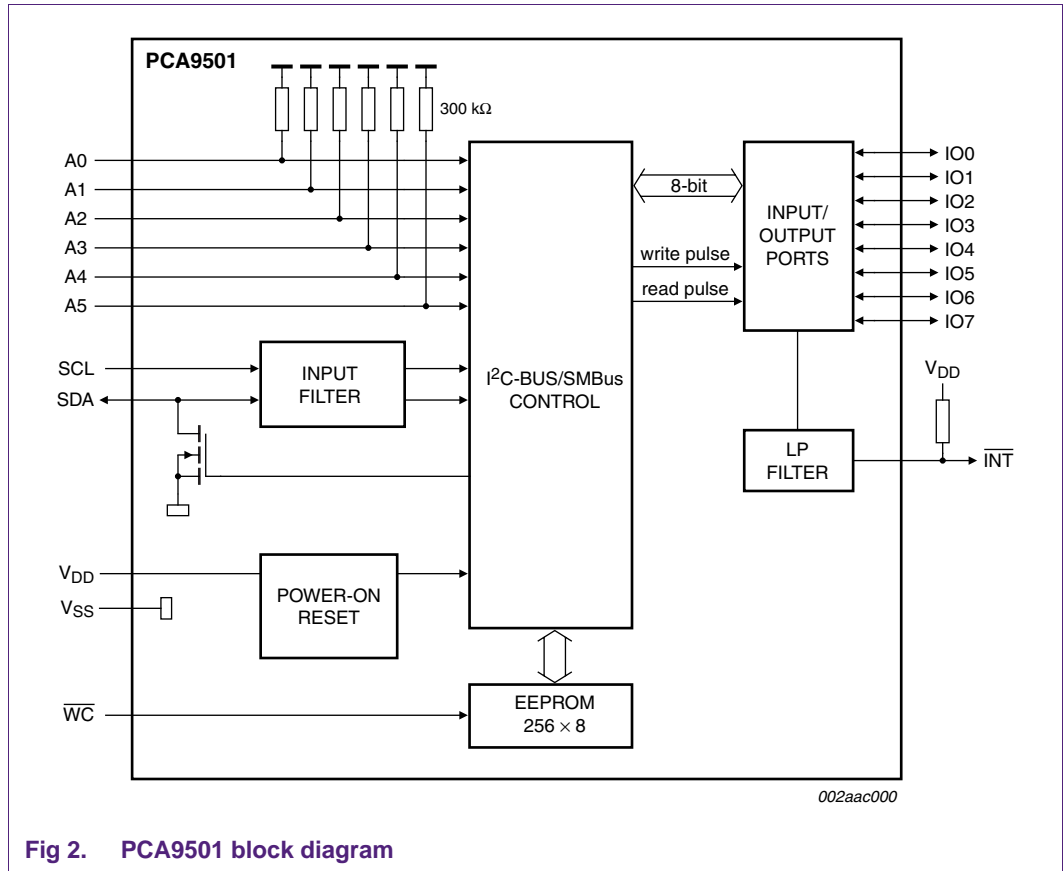 PCA9501
300 kΩ
A0
A1
A2
A3
A4
A5
SCL
SDA
INPUT
FILTER
I²C-BUS/SMBus
CONTROL
8-bit
write pulse
read pulse
INPUT/
OUTPUT
PORTS
IO0
IO1
IO2
IO3
IO4
IO5
IO6
IO7
VDD
LP
FILTER
INT
VDD
VSS
POWER-ON
RESET
WC
EEPROM
256 × 8
002aac000
Fig 2. PCA9501 block diagram